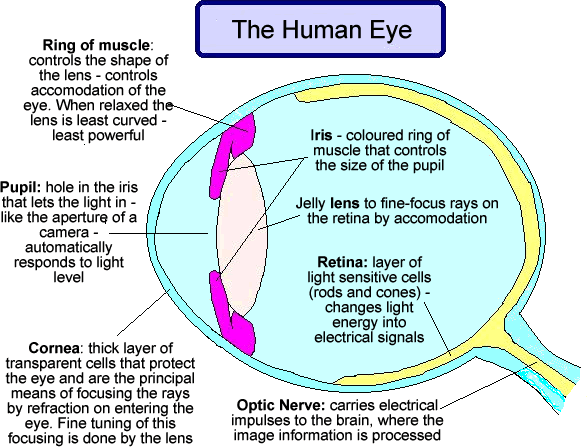 The Human Eye
Ring of muscle:
controls the shape of
the lens - controls
accomodation of the
eye. When relaxed the
lens is least curved -
least powerful
Iris - coloured ring of
muscle that controls
the size of the pupil
Pupil: hole in the iris
that lets the light in -
like the aperture of a
camera -
automatically
responds to light
level
Jelly lens to fine-focus rays on
the retina by accomodation
Retina: layer of
light sensitive cells
(rods and cones) -
changes light
energy into
electrical signals
Cornea: thick layer of
transparent cells that protect
the eye and are the principal
means of focusing the rays
by refraction on entering the
eye. Fine tuning of this
focusing is done by the lens
Optic Nerve: carries electrical
impulses to the brain, where the
image information is processed